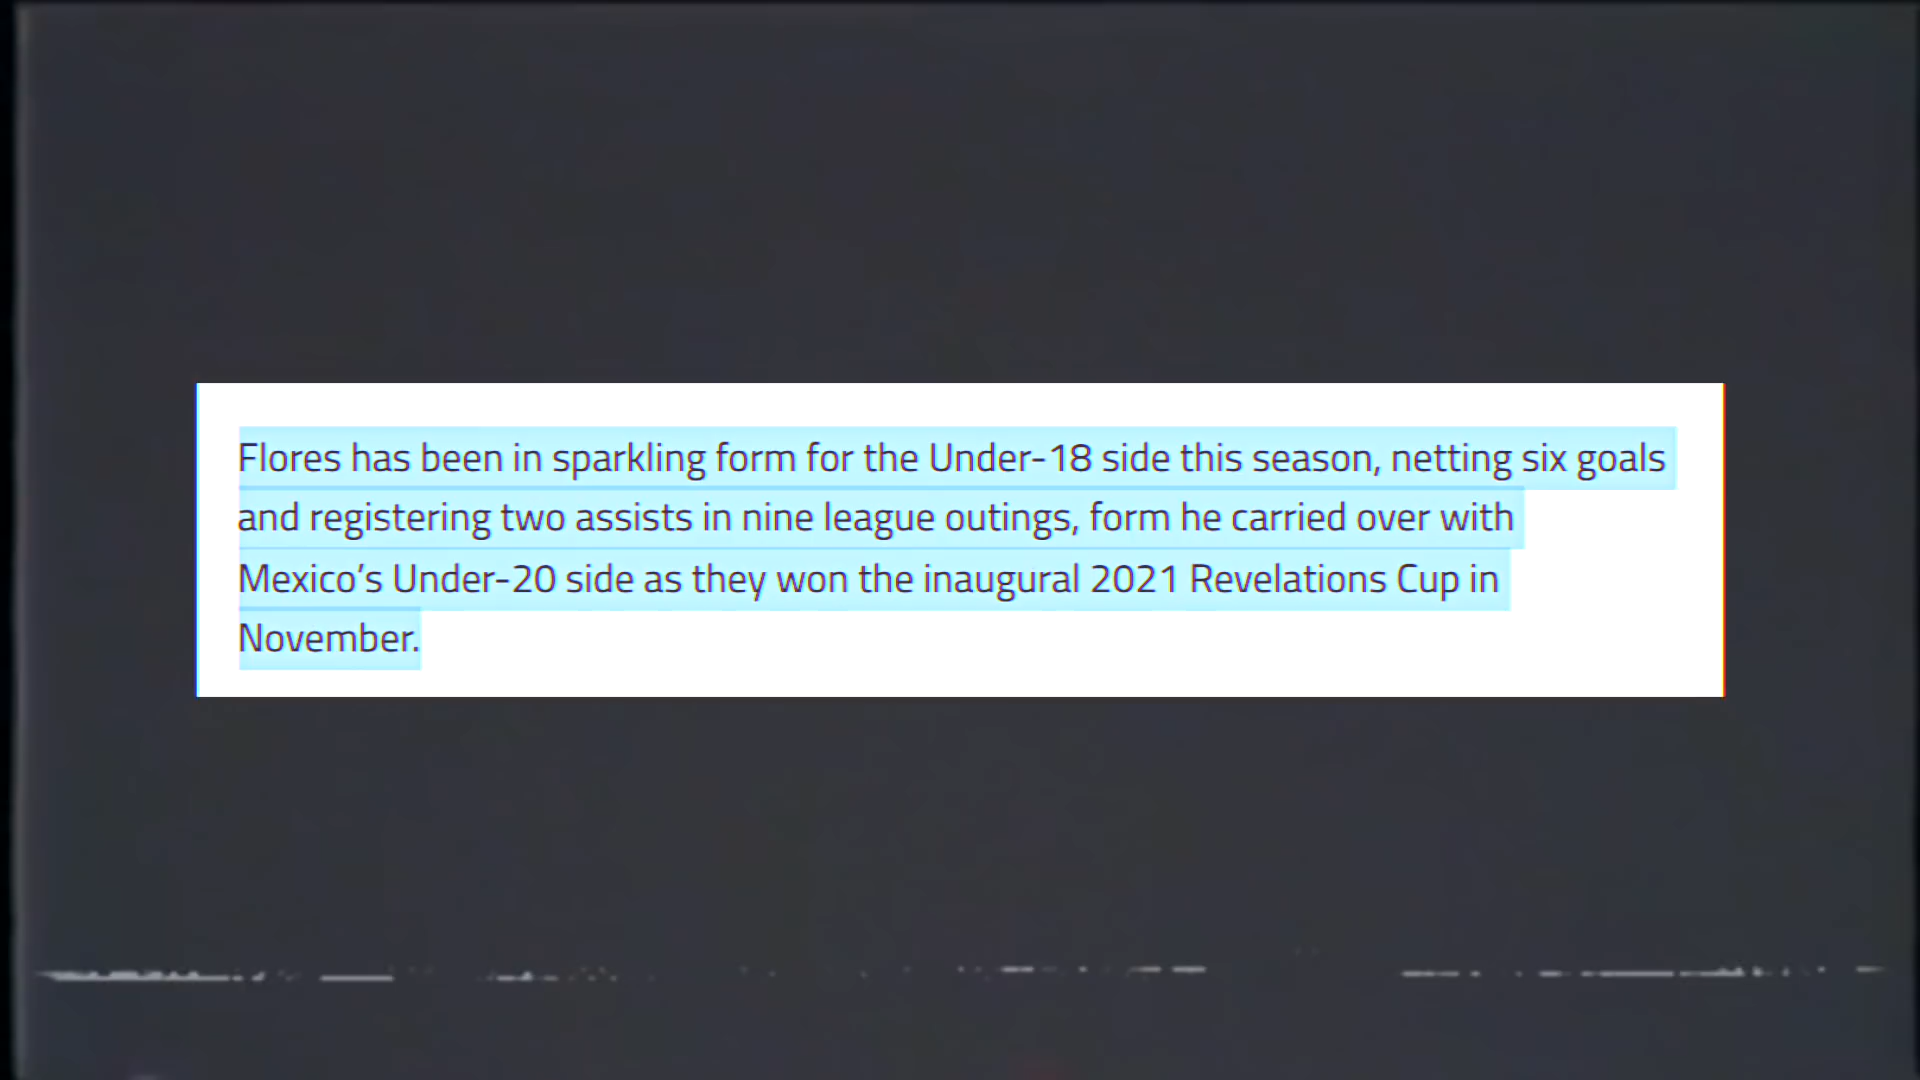 Flores has been in sparkling form for the Under-18 side this season, netting six goals
and registering two assists in nine league outings, form he carried over with
Mexico’s Under-20 side as they won the inaugural 2021 Revelations Cup in
November.